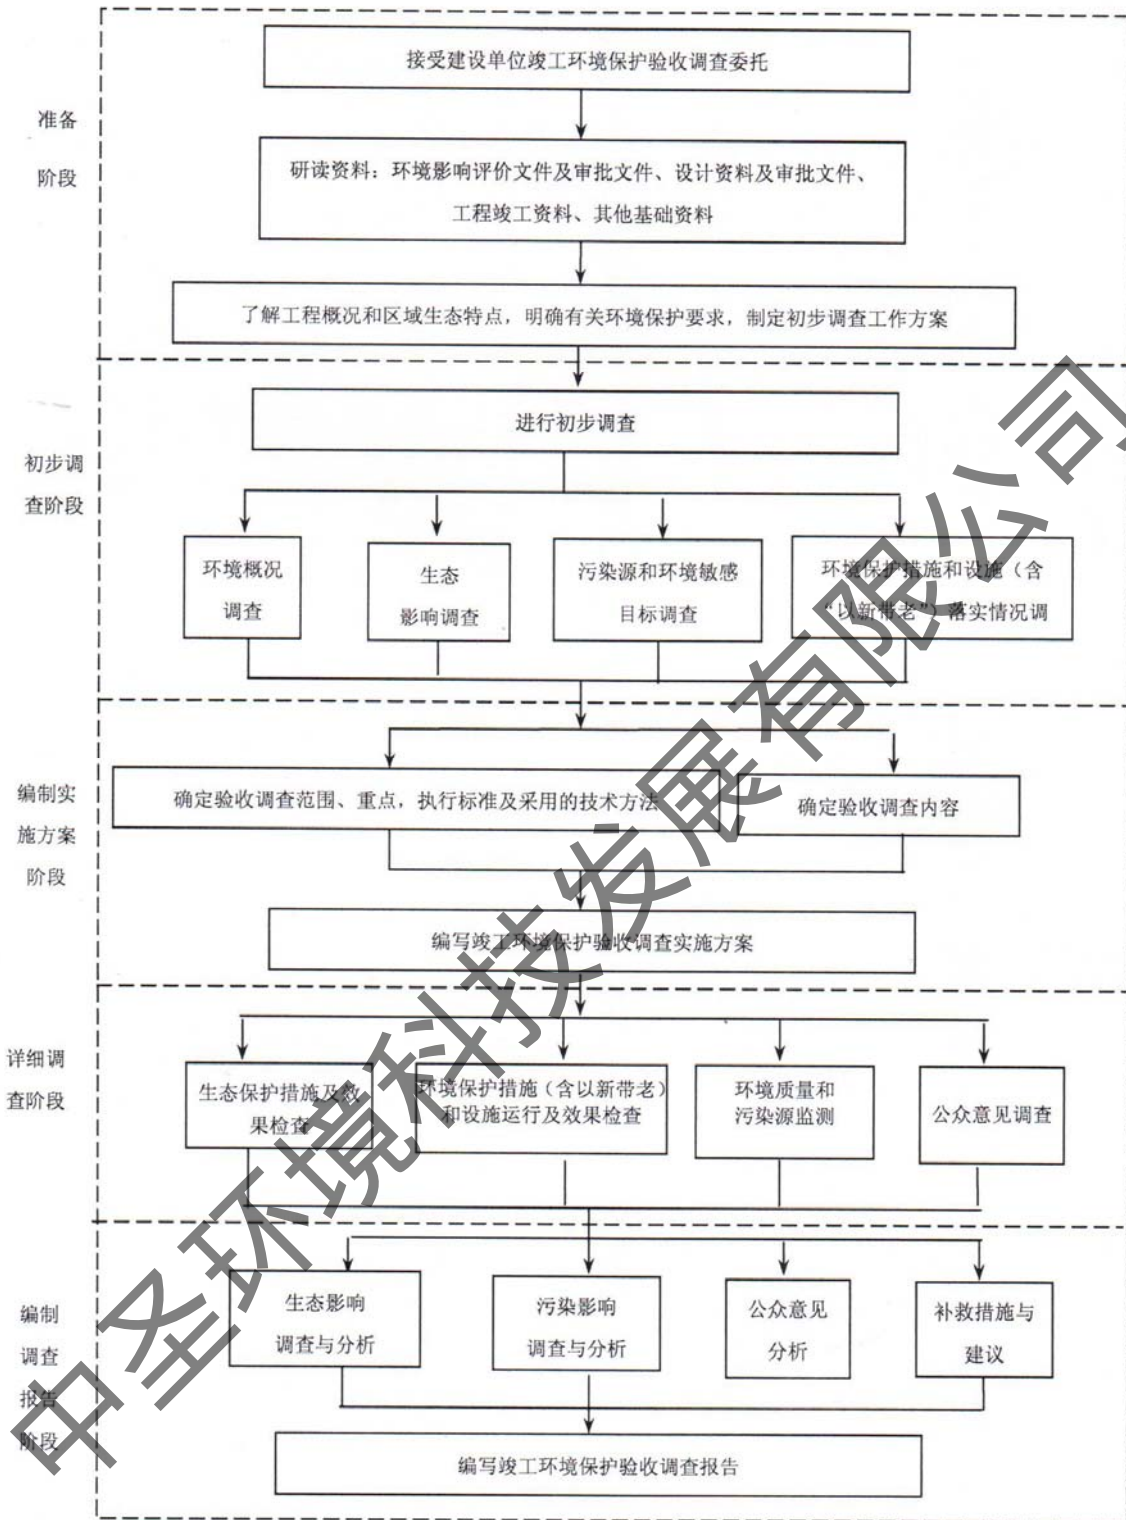 接受建设单位竣工环境保护验收调查委托
准备
阶段
研读资料：环境影响评价文件及审批文件、设计资料及审批文件、
工程竣工资料、其他基础资料
了解工程概况和区域生态特点，明确有关环境保护要求，制定初步调查工作方案
进行初步调查
初步调
查阶段
环境概况
调查
生态
影响调查
污染源和环境敏感
目标调查
环境保护措施和设施（含
“以新带老”）落实情况调
编制实
施方案
阶段
确定验收调查范围、重点，执行标准及采用的技术方法
确定验收调查内容
编写竣工环境保护验收调查实施方案
详细调
查阶段
生态保护措施及效
果检查
环境保护措施（含以新带老）
和设施运行及效果检查
环境质量和
污染源监测
公众意见调查
编制
调查
报告
阶段
生态影响
调查与分析
污染影响
调查与分析
公众意见
分析
补救措施与
建议
编写竣工环境保护验收调查报告
中圣环境科技发展有限公司